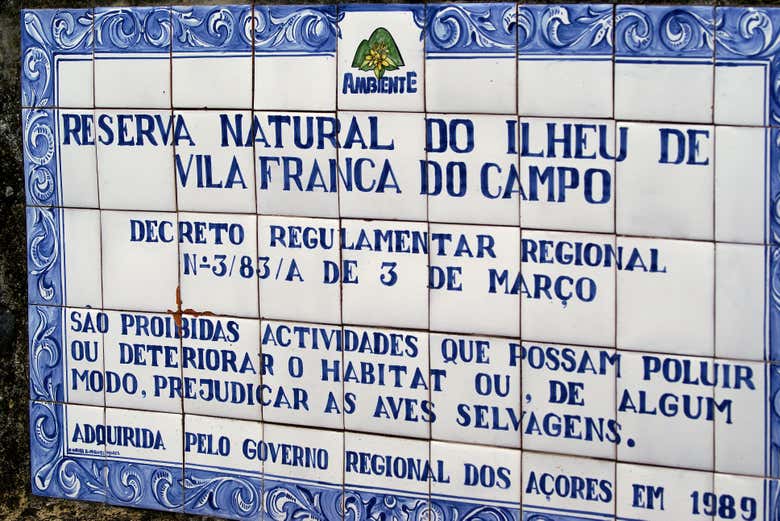 AMBIENTE
RESERVA NATURAL DO ILHEU DE
VILA FRANCA DO CAMPO
DECRETO REGULAMENTAR REGIONAL
Nº3/83/A DE 3 DE MARÇO
SÃO PROIBIDAS ACTIVIDADES QUE POSSAM POLUIR
OU DETERIORAR O HABITAT OU, DE ALGUM
MODO, PREJUDICAR AS AVES SELVAGENS.
ADQUIRIDA PELO GOVERNO REGIONAL DOS AÇORES EM 1989